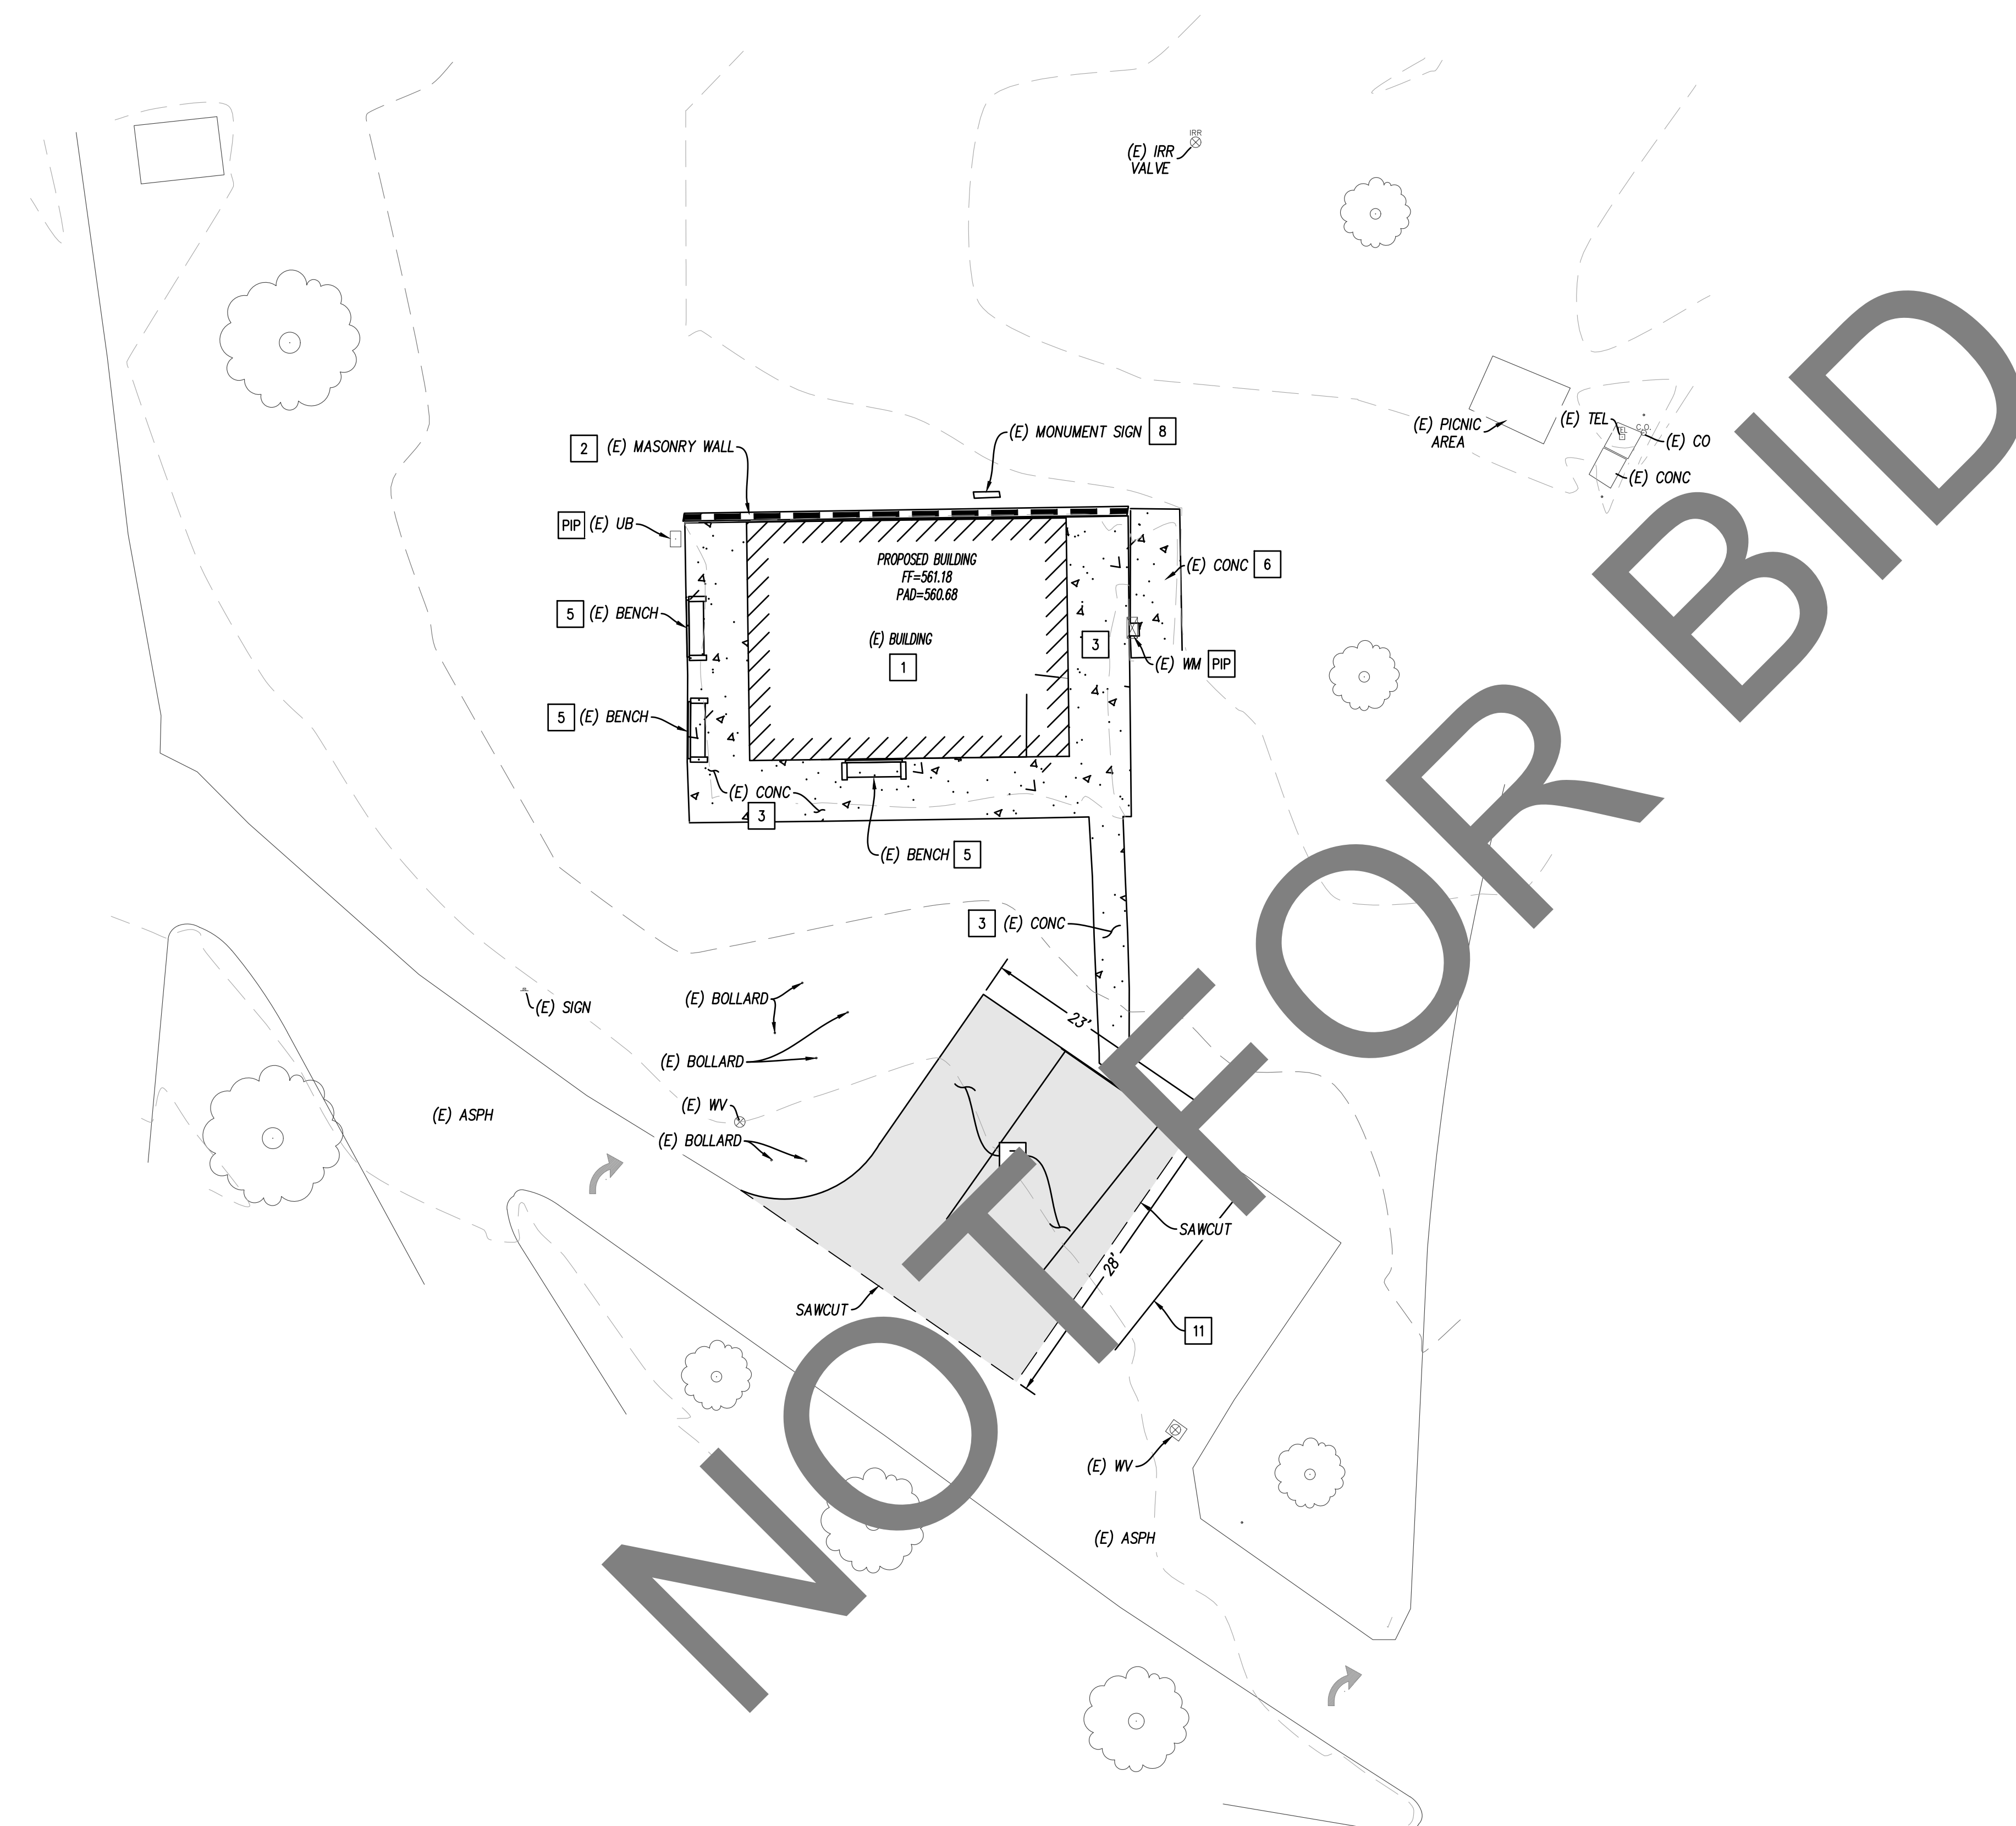 IRR
(E) IRR
VALVE
(E) MONUMENT SIGN 8
2 (E) MASONRY WALL
(E) PICNIC
AREA
(E) TEL
TEL
C.O.
(E) CO
(E) CONC
PIP (E) UB
PROPOSED BUILDING
FF=561.18
PAD=560.68
(E) CONC 6
5 (E) BENCH
(E) BUILDING
1
3
(E) WM PIP
5 (E) BENCH
(E) CONC
3
(E) BENCH 5
3 (E) CONC
(E) BOLLARD
(E) SIGN
23'
(E) BOLLARD
(E) WV
(E) ASPH
(E) BOLLARD
SAWCUT
28'
SAWCUT
11
(E) WV
(E) ASPH
NOT FOR BID